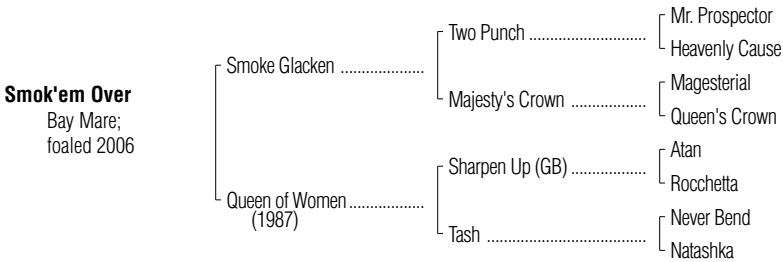 Smok'em Over
Bay Mare;
foaled 2006
Smoke Glacken ....................
Queen of Women ..................
(1987)
Two Punch ............................
Majesty's Crown ..................
Sharpen Up (GB) ..................
Tash ......................................
Mr. Prospector
Heavenly Cause
Magesterial
Queen's Crown
Atan
Rocchetta
Never Bend
Natashka